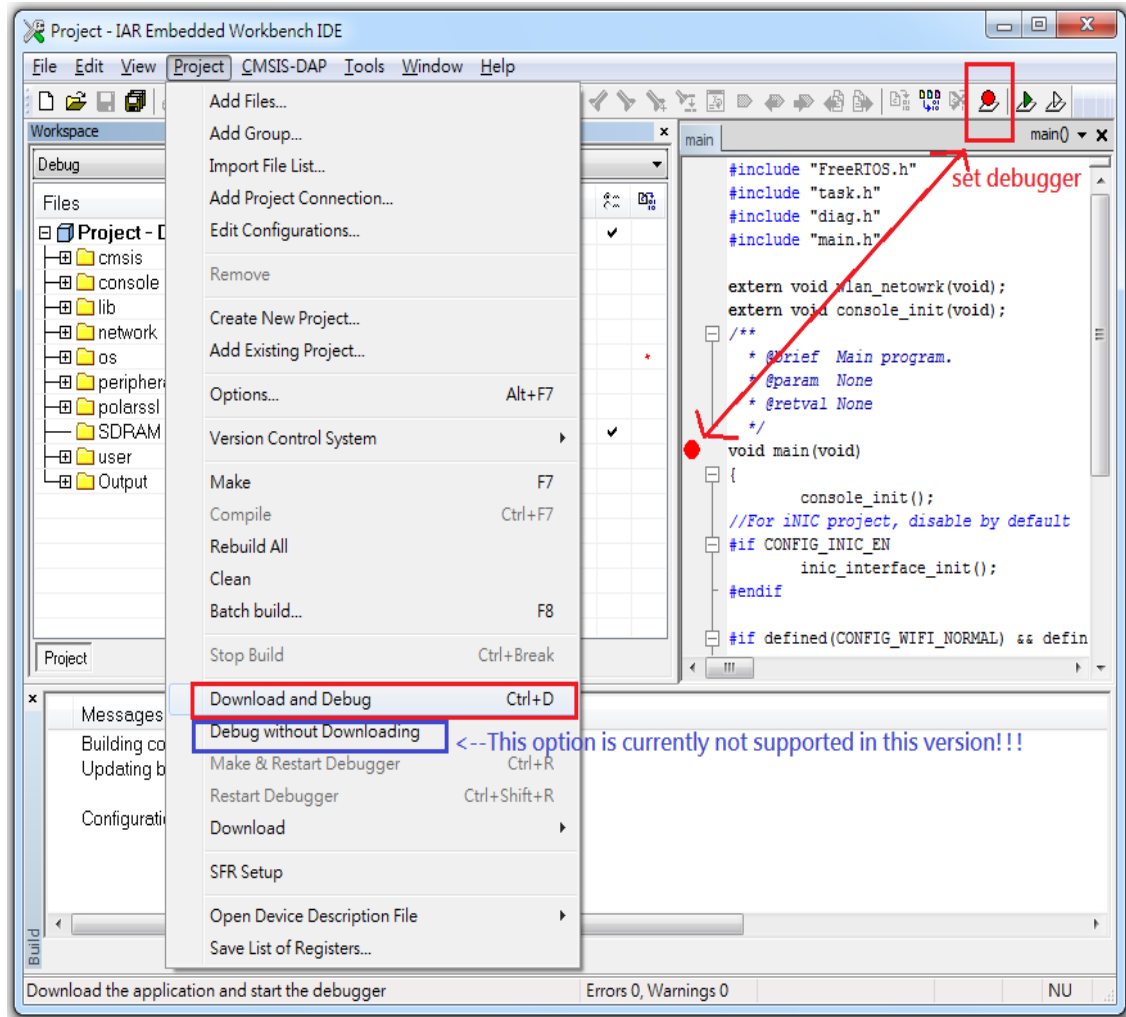 Project - IAR Embedded Workbench IDE
File Edit View Project CMSIS-DAP Tools Window Help
Workspace
Debug
Files
Project - D
cmsis
console
lib
network
os
peripher
polarssl
SDRAM
user
Output
Project
Add Files...
Add Group...
Import File List...
Add Project Connection...
Edit Configurations...
Remove
Create New Project...
Add Existing Project...
Options... Alt+F7
Version Control System
Make F7
Compile Ctrl+F7
Rebuild All
Clean
Batch build... F8
Stop Build Ctrl+Break
Download and Debug Ctrl+D
Debug without Downloading
<--This option is currently not supported in this version!!!
Make & Restart Debugger Ctrl+R
Restart Debugger Ctrl+Shift+R
Download
SFR Setup
Open Device Description File
Save List of Registers...
main
main()
set debugger
#include "FreeRTOS.h"
#include "task.h"
#include "diag.h"
#include "main.h"
extern void wlan_netowrk(void);
extern void console_init(void);
/**
* @brief Main program.
* @param None
* @retval None
*/
void main(void)
{
console_init();
//For iNIC project, disable by default
#if CONFIG_INIC_EN
inic_interface_init();
#endif
#if defined(CONFIG_WIFI_NORMAL) && defin
Messages
Building co
Updating b
Configurati
Build
Download the application and start the debugger
Errors 0, Warnings 0
NU